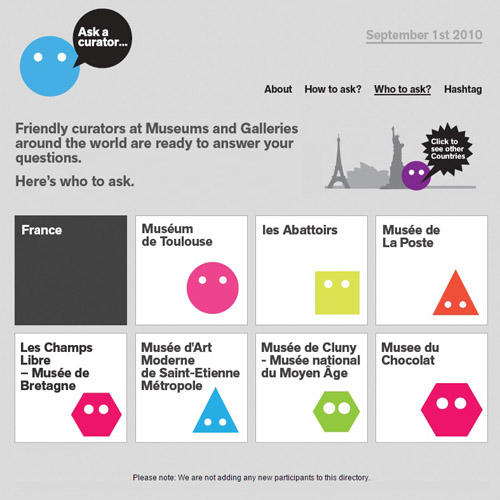 Ask a
curator...
September 1st 2010
About How to ask? Who to ask? Hashtag
Friendly curators at Museums and Galleries
around the world are ready to answer your
questions.
Here's who to ask.
Click to
see other
Countries
France
Muséum
de Toulouse
les Abattoirs
Musée de
La Poste
Les Champs
Libre
– Musée de
Bretagne
Musée d'Art
Moderne
de Saint-Etienne
Métropole
Musée de Cluny
- Musée national
du Moyen Âge
Musee du
Chocolat
Please note: We are not adding any new participants to this directory.